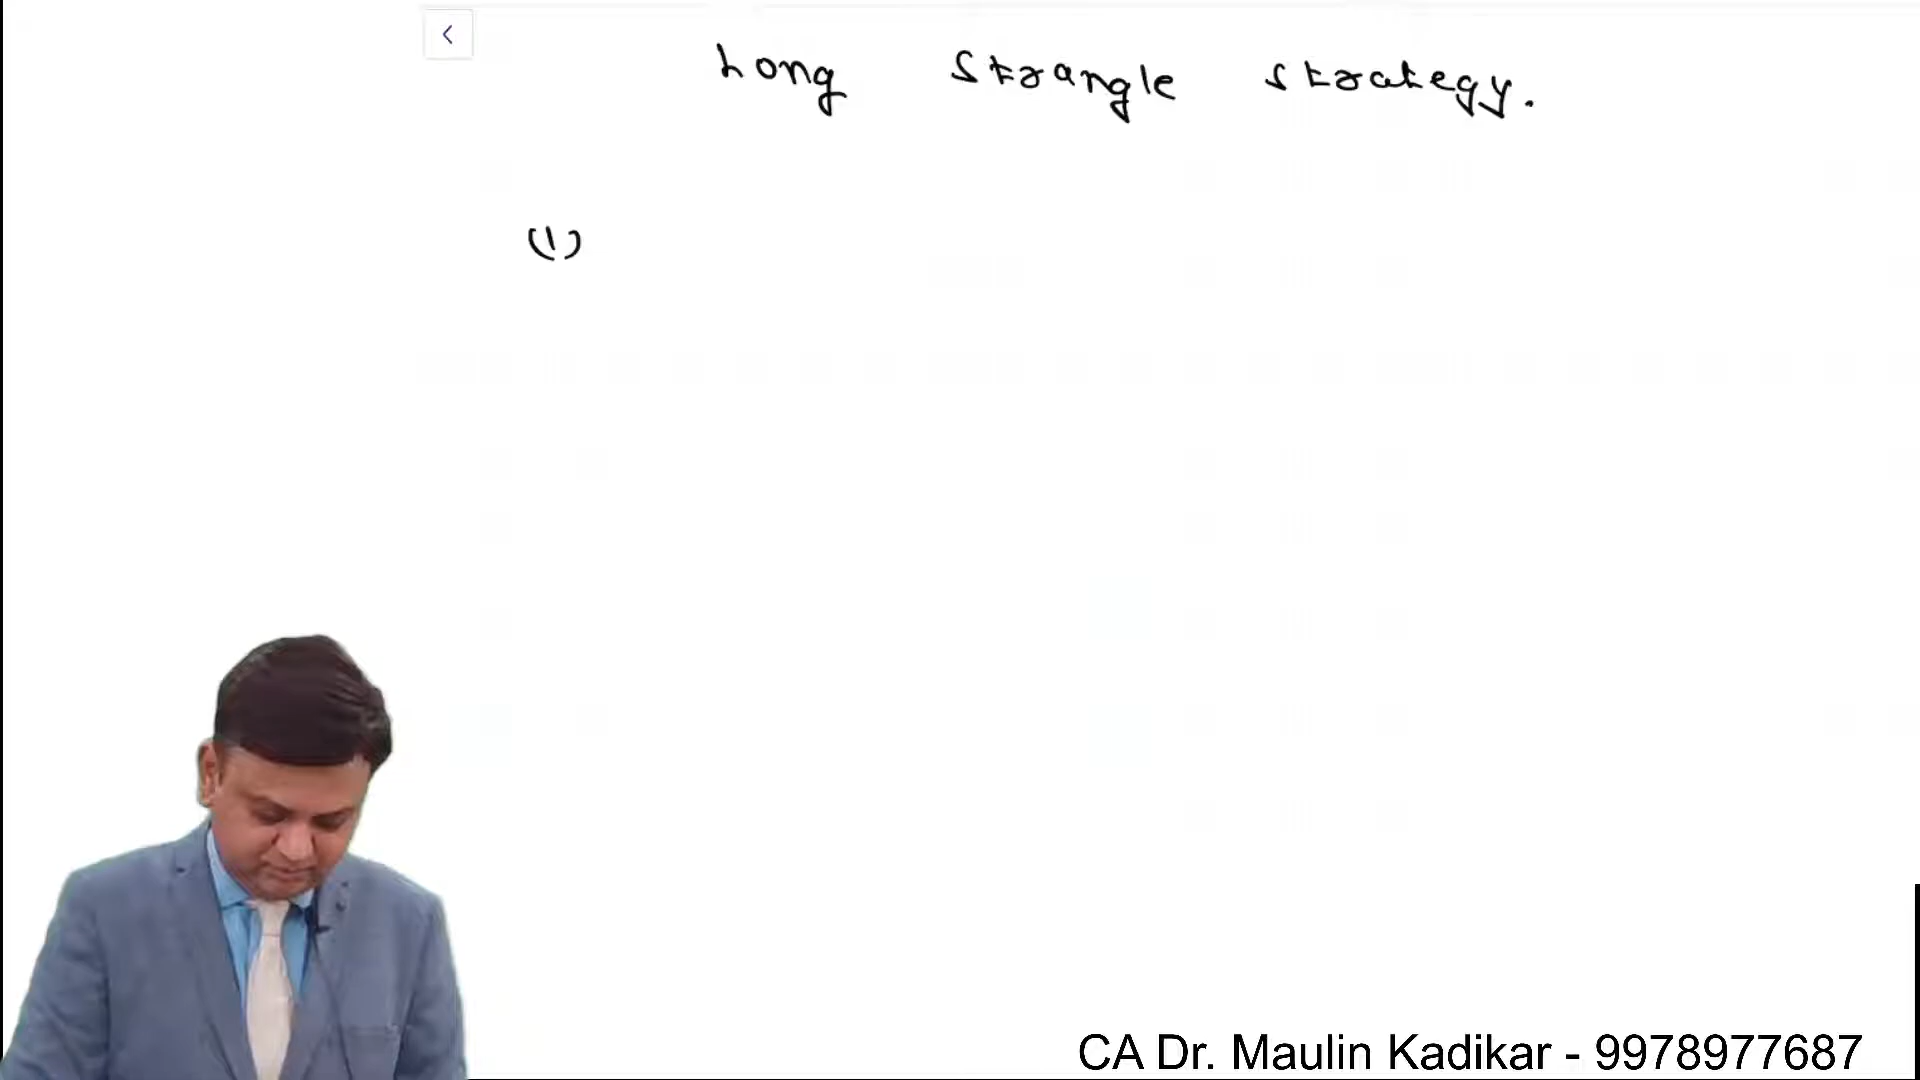 Long Strangle Strategy.
(1)
CA Dr. Maulin Kadikar - 9978977687